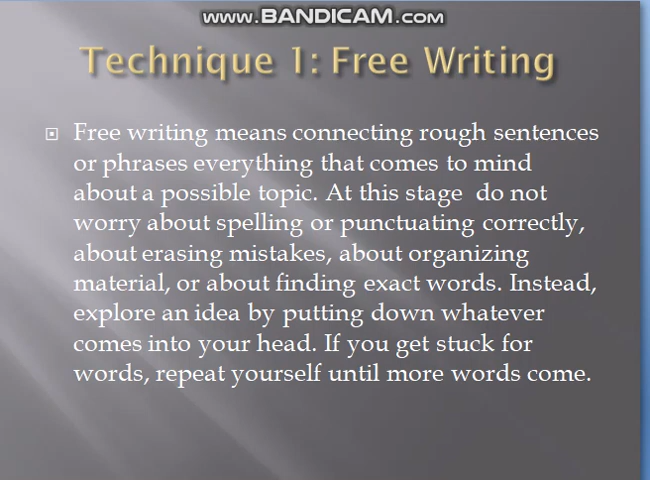 www.BANDICAM.com
Technique 1: Free Writing
Free writing means connecting rough sentences
or phrases everything that comes to mind
about a possible topic. At this stage do not
worry about spelling or punctuating correctly,
about erasing mistakes, about organizing
material, or about finding exact words. Instead,
explore an idea by putting down whatever
comes into your head. If you get stuck for
words, repeat yourself until more words come.